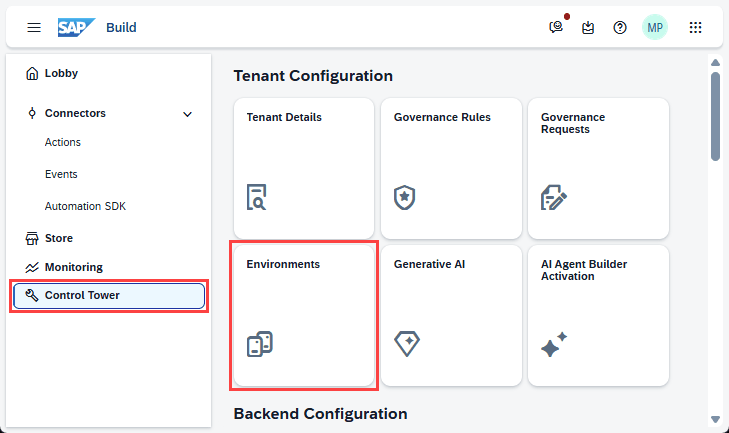 SAP Build
MP
Lobby
Connectors
Actions
Events
Automation SDK
Store
Monitoring
Control Tower
Tenant Configuration
Tenant Details
Governance Rules
Governance
Requests
Environments
Generative AI
AI Agent Builder
Activation
Backend Configuration